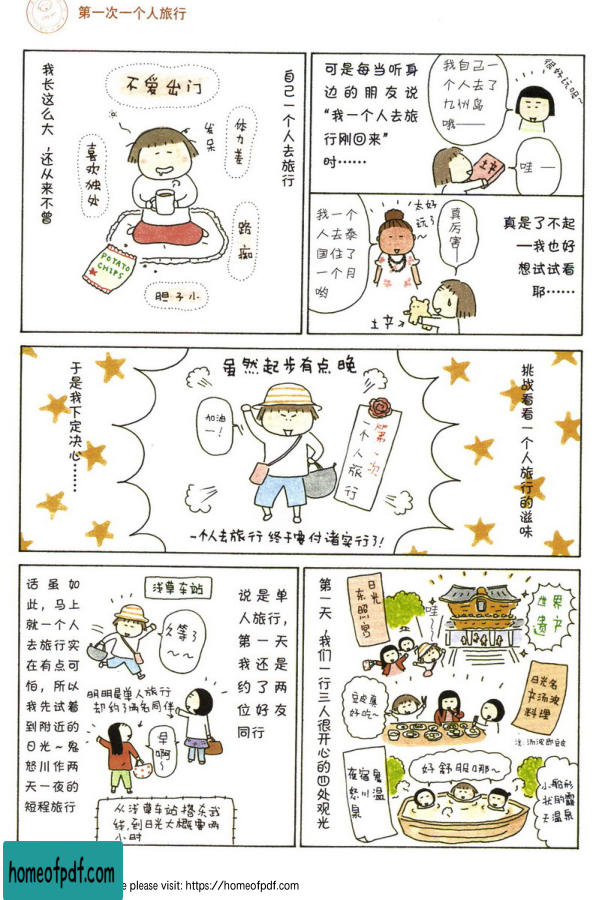 第一次一个人旅行
我长这么大,还从来不曾
自己一个人去旅行
不爱出门
发呆
体力差
喜欢独处
路痴
胆子小
POTATO
CHIPS
可是每当听身
边的朋友说
“我一个人去旅
行刚回来”
时……
我自己一
个人去了
九州岛
哦——
很好玩呢~
哇——
土产
我一个
人去泰
国住了
一个月
哟
太好
玩了~
真厉害—
土产
真是了不起
—我也好
想试试看
耶……
于是我下定决心……
虽然起步有点晚
加油
—!
第一次
一个人旅行
一个人去旅行终于要付诸实行了!
挑战看看一个人旅行的滋味
话虽如
此,马上
就一个人
去旅行实
在有点可
怕,所以
我先试着
到附近的
日光~鬼
怒川作两
天一夜的
短程旅行
浅草车站
久等了
~~
明明是单人旅行
却约了两名同伴
早啊~
说是单
人旅行,
第一天
我还是
约了两
位好友
同行
从浅草车站搭东武
线,到日光大概要两
小时
第一天,我们一行三人很开心的四处观光
日光
东照宫
哇—
世界
遗产
豆皮真
好吃~
日光名
产汤波
料理
注:汤波即豆皮
夜宿鬼
怒川温
泉
好舒服哪~
小船形
状的露
天温泉
homeofpdf.com
e please visit: https://homeofpdf.com